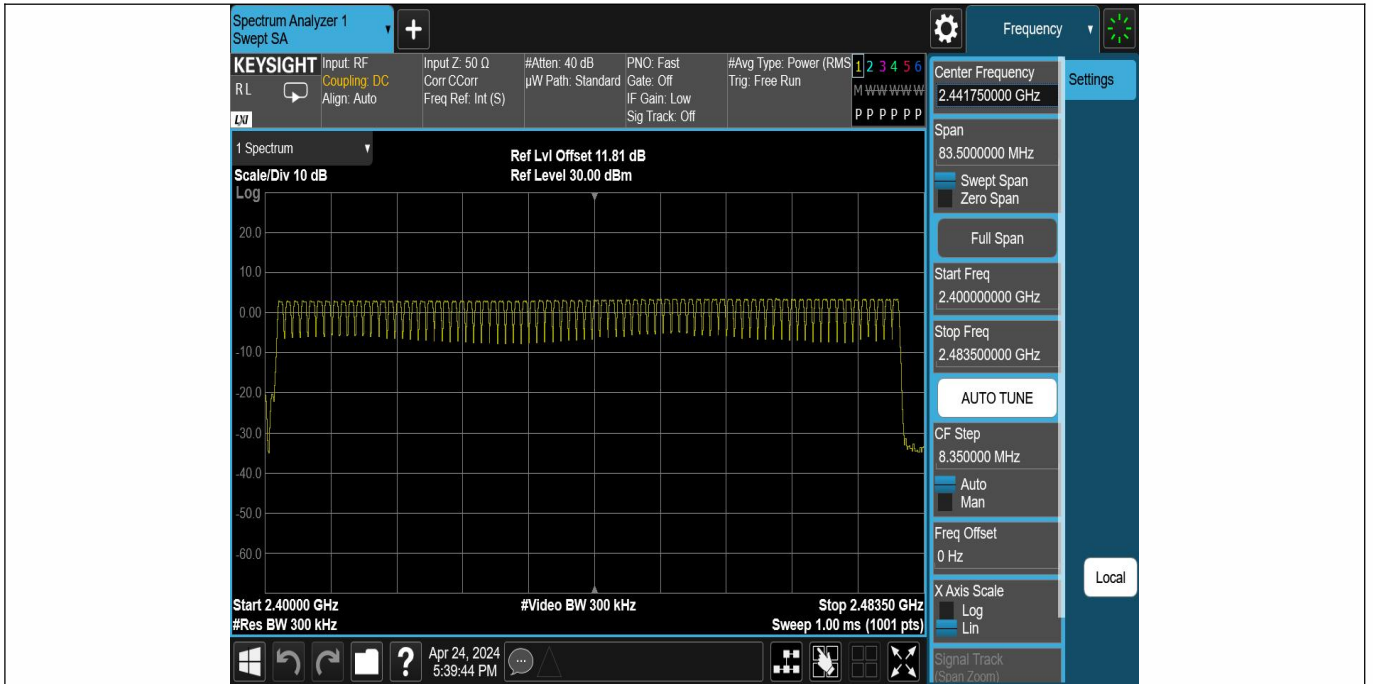 Spectrum Analyzer 1
Swept SA
+
Frequency
KEYSIGHT
RL
LXI
Input: RF
Coupling: DC
Align: Auto
Input Z: 50 Ω
Corr CCorr
Freq Ref: Int (S)
#Atten: 40 dB
µW Path: Standard
PNO: Fast
Gate: Off
IF Gain: Low
Sig Track: Off
#Avg Type: Power (RMS
Trig: Free Run
1 2 3 4 5 6
M W W W W W
P P P P P P
1 Spectrum
Scale/Div 10 dB
Ref Lvl Offset 11.81 dB
Ref Level 30.00 dBm
Log
20.0
10.0
0.00
-10.0
-20.0
-30.0
-40.0
-50.0
-60.0
Start 2.40000 GHz
#Res BW 300 kHz
#Video BW 300 kHz
Stop 2.48350 GHz
Sweep 1.00 ms (1001 pts)
Center Frequency
2.441750000 GHz
Settings
Span
83.5000000 MHz
Swept Span
Zero Span
Full Span
Start Freq
2.400000000 GHz
Stop Freq
2.483500000 GHz
AUTO TUNE
CF Step
8.350000 MHz
Auto
Man
Freq Offset
0 Hz
X Axis Scale
Log
Lin
Local
Signal Track
(Span Zoom)
?
Apr 24, 2024
5:39:44 PM